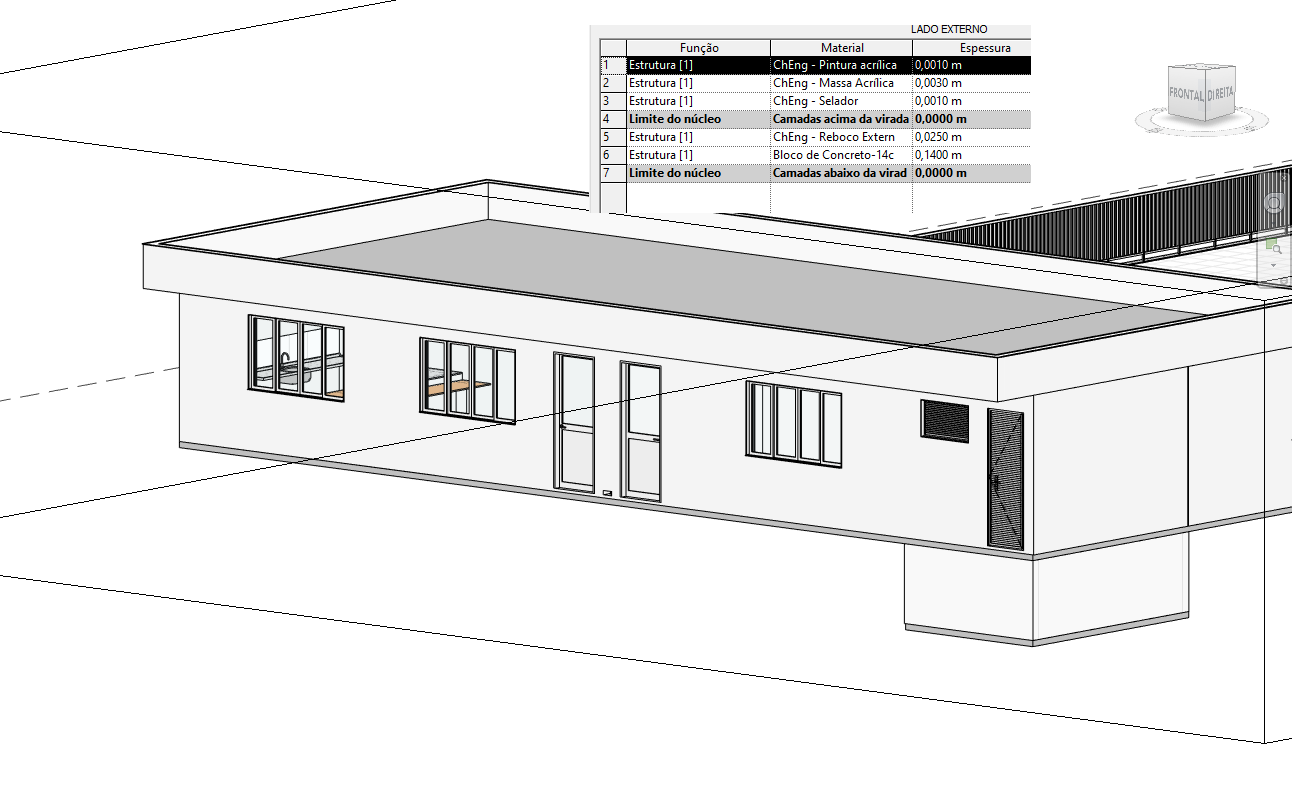 LADO EXTERNO
Função Material Espessura
1 Estrutura [1] ChEng - Pintura acrílica 0,0010 m
2 Estrutura [1] ChEng - Massa Acrílica 0,0030 m
3 Estrutura [1] ChEng - Selador 0,0010 m
4 Limite do núcleo Camadas acima da virada 0,0000 m
5 Estrutura [1] ChEng - Reboco Extern 0,0250 m
6 Estrutura [1] Bloco de Concreto-14c 0,1400 m
7 Limite do núcleo Camadas abaixo da virad 0,0000 m
FRONTAL DIREITA